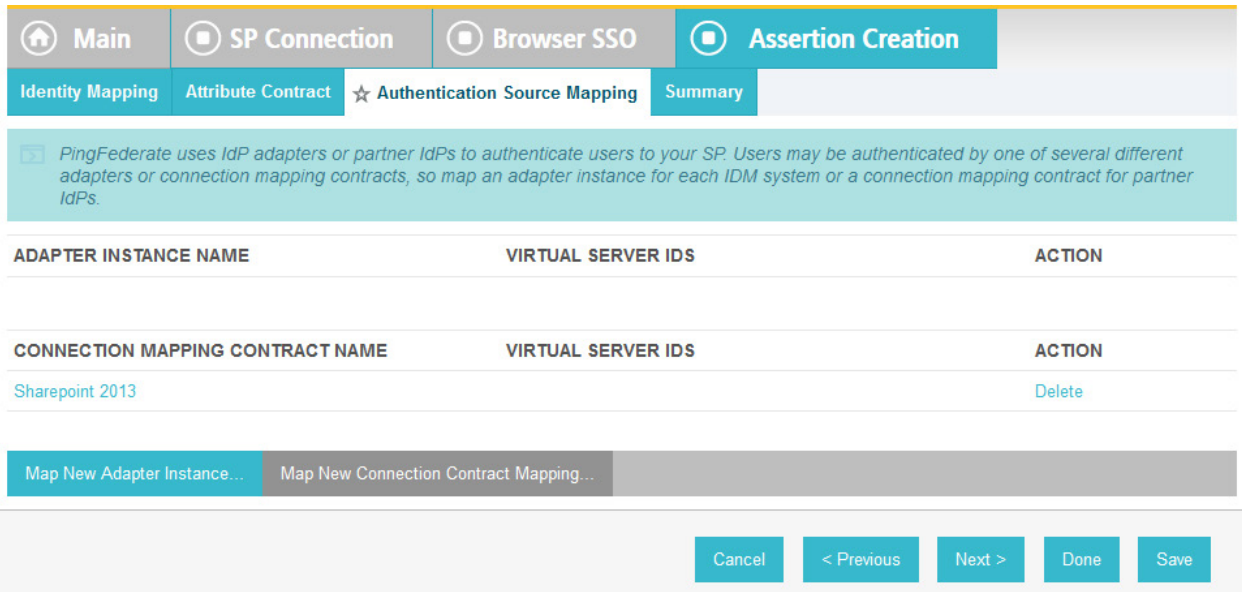 Main SP Connection Browser SSO Assertion Creation
Identity Mapping Attribute Contract Authentication Source Mapping Summary
PingFederate uses IdP adapters or partner IdPs to authenticate users to your SP. Users may be authenticated by one of several different
adapters or connection mapping contracts, so map an adapter instance for each IDM system or a connection mapping contract for partner
IdPs.
ADAPTER INSTANCE NAME VIRTUAL SERVER IDS ACTION
CONNECTION MAPPING CONTRACT NAME VIRTUAL SERVER IDS ACTION
Sharepoint 2013 Delete
Map New Adapter Instance... Map New Connection Contract Mapping...
Cancel < Previous Next > Done Save